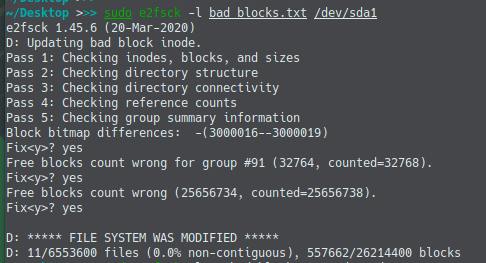 ~/Desktop >>>
~/Desktop >>> sudo e2fsck -l bad_blocks.txt /dev/sda1
e2fsck 1.45.6 (20-Mar-2020)
D: Updating bad block inode.
Pass 1: Checking inodes, blocks, and sizes
Pass 2: Checking directory structure
Pass 3: Checking directory connectivity
Pass 4: Checking reference counts
Pass 5: Checking group summary information
Block bitmap differences:  -(3000016--3000019)
Fix<y>? yes
Free blocks count wrong for group #91 (32764, counted=32768).
Fix<y>? yes
Free blocks count wrong (25656734, counted=25656738).
Fix<y>? yes
D: ***** FILE SYSTEM WAS MODIFIED *****
D: 11/6553600 files (0.0% non-contiguous), 557662/26214400 blocks